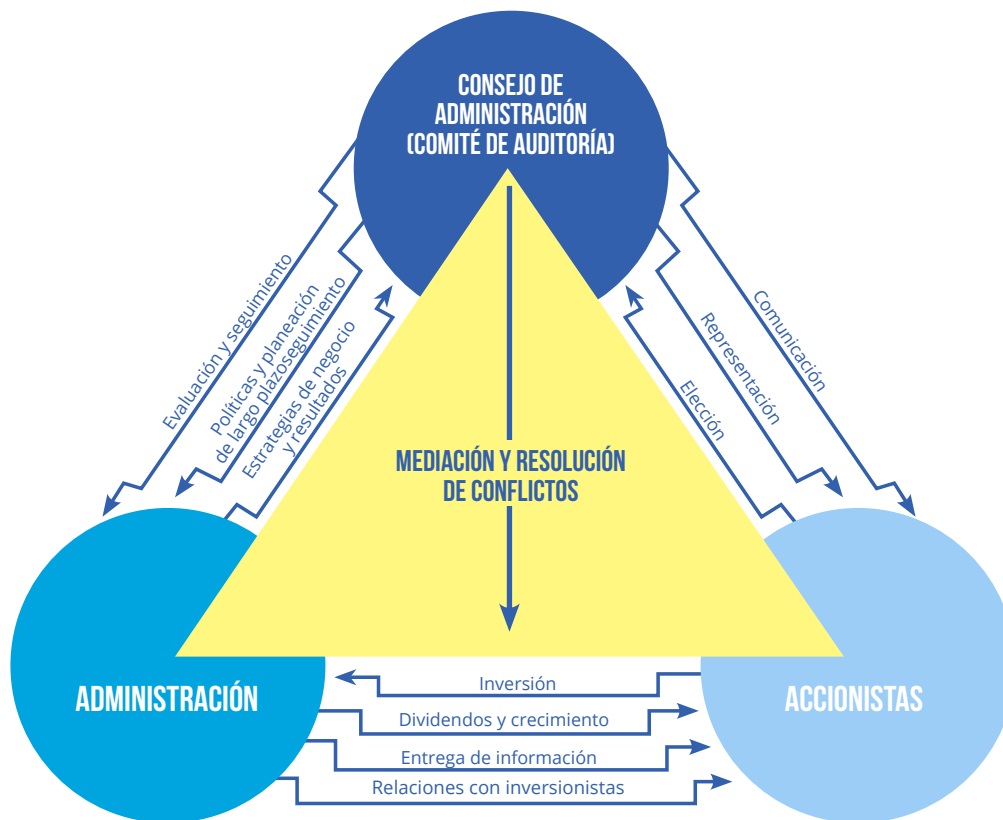 CONSEJO DE
ADMINISTRACIÓN
(COMITÉ DE AUDITORÍA)
Evaluación y seguimiento
Políticas y planeación
de largo plazoseguimiento
Estrategias de negocio
y resultados
Elección
Representación
Comunicación
MEDIACIÓN Y RESOLUCIÓN
DE CONFLICTOS
ADMINISTRACIÓN
ACCIONISTAS
Inversión
Dividendos y crecimiento
Entrega de información
Relaciones con inversionistas